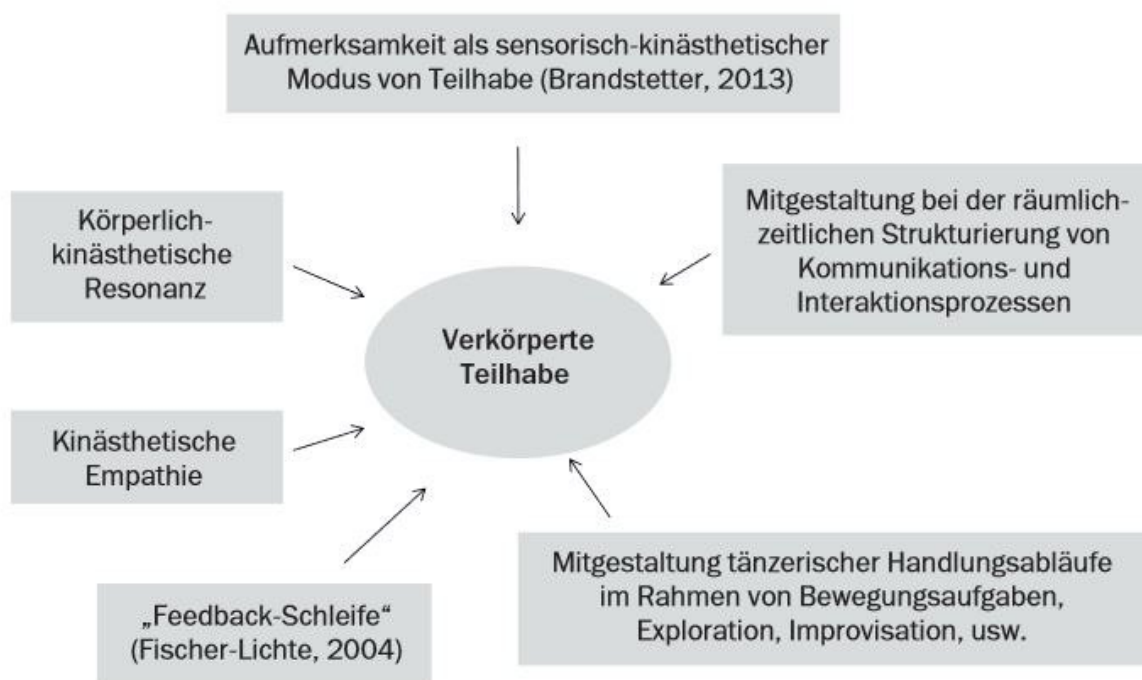 Aufmerksamkeit als sensorisch-kinästhetischer
Modus von Teilhabe (Brandstetter, 2013)
Körperlich-
kinästhetische
Resonanz
Mitgestaltung bei der räumlich-
zeitlichen Strukturierung von
Kommunikations- und
Interaktionsprozessen
Verkörperte
Teilhabe
Kinästhetische
Empathie
„Feedback-Schleife“
(Fischer-Lichte, 2004)
Mitgestaltung tänzerischer Handlungsabläufe
im Rahmen von Bewegungsaufgaben,
Exploration, Improvisation, usw.